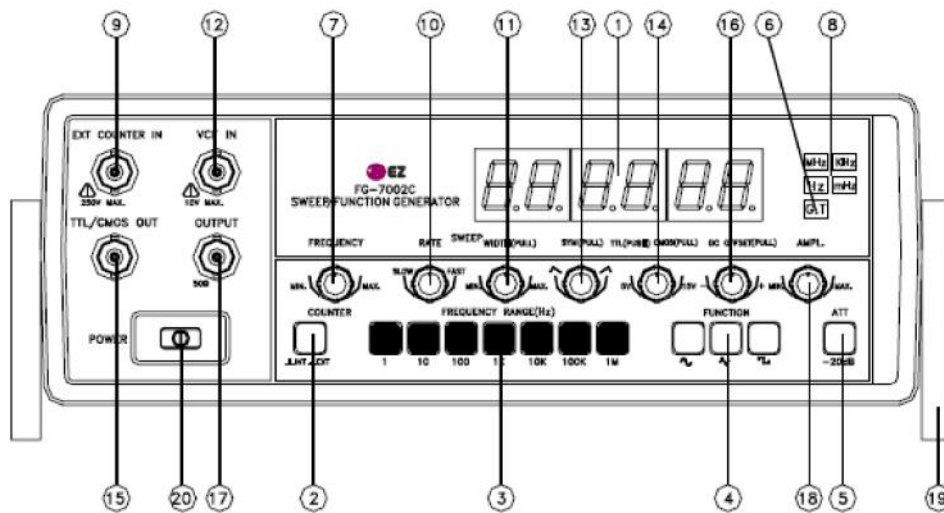 9 12 7 10 11 13 1 14 16 6 8
EXT COUNTER IN VCF IN
250V MAX. 10V MAX.
EZ
FG-7002C
SWEEP/FUNCTION GENERATOR
MHz KHz
Hz mHz
G.T
TTL/CMOS OUT OUTPUT
50Ω
FREQUENCY RATE SWEEP WIDTH(PULL) SYM(PULL) TTL(PUSH) CMOS(PULL) DC OFFSET(PULL) AMPL.
MIN. MAX. SLOW FAST MIN. MAX. 5V 15V - + MIN. MAX.
COUNTER FREQUENCY RANGE(Hz) FUNCTION ATT
POWER
INT EXT 1 10 100 1K 10K 100K 1M -20dB
15 20 17 2 3 4 18 5 19